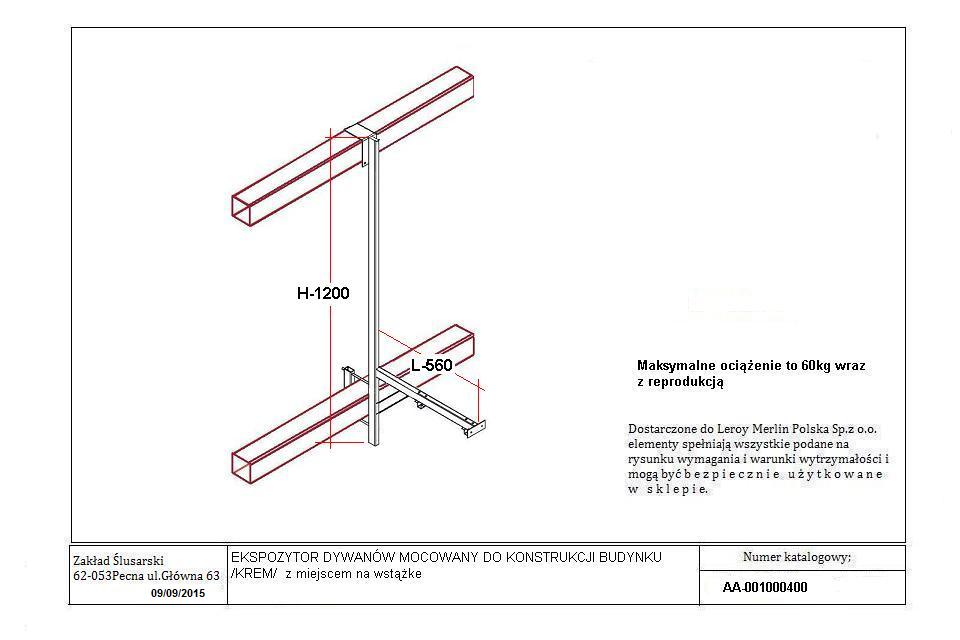 H-1200
L-560
Maksymalne ociążenie to 60kg wraz
z reprodukcją
Dostarczone do Leroy Merlin Polska Sp.z o.o.
elementy spełniają wszystkie podane na
rysunku wymagania i warunki wytrzymałości i
mogą być b e z p i e c z n i e u ż y t k o w a n e
w s k l e p i e.
Zakład Ślusarski
62-053Pecna ul.Główna 63
09/09/2015
EKSPOZYTOR DYWANÓW MOCOWANY DO KONSTRUKCJI BUDYNKU
/KREM/ z miejscem na wstążke
Numer katalogowy;
AA-001000400